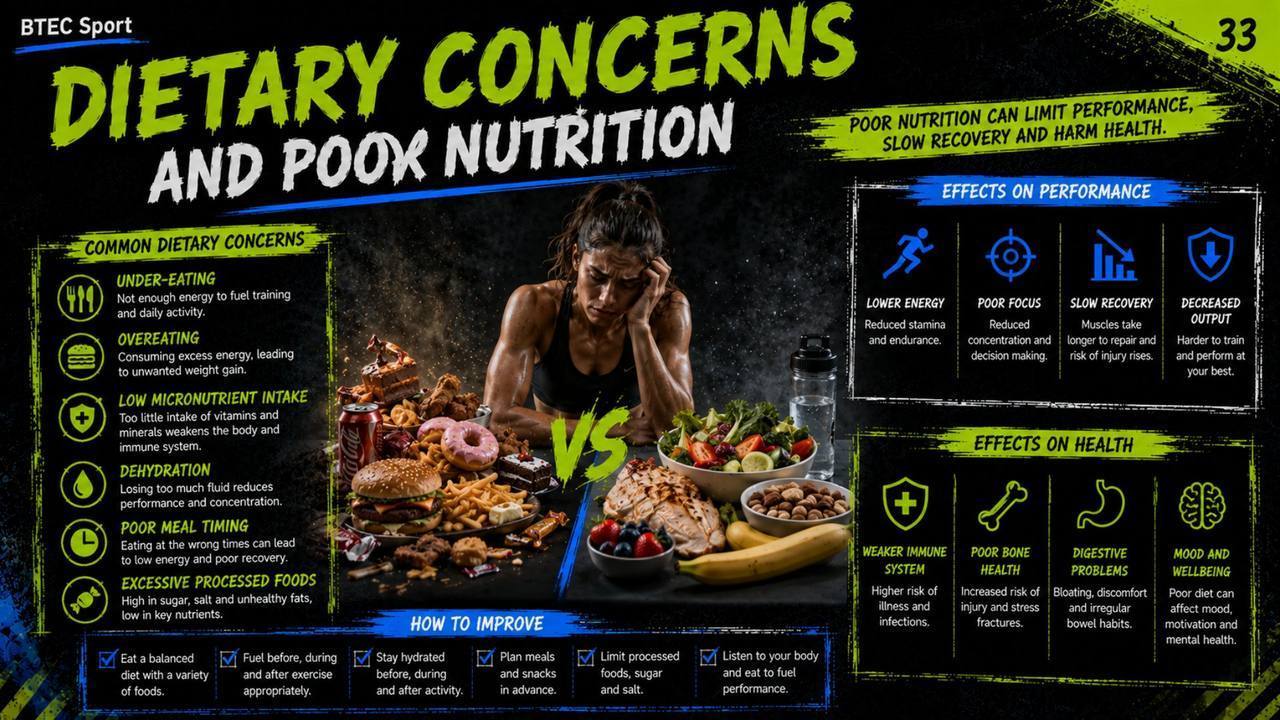 BTEC Sport
33
DIETARY CONCERNS
AND POOR NUTRITION
POOR NUTRITION CAN LIMIT PERFORMANCE,
SLOW RECOVERY AND HARM HEALTH.
COMMON DIETARY CONCERNS
UNDER-EATING
Not enough energy to fuel training
and daily activity.
OVEREATING
Consuming excess energy, leading
to unwanted weight gain.
LOW MICRONUTRIENT INTAKE
Too little intake of vitamins and
minerals weakens the body and
immune system.
DEHYDRATION
Losing too much fluid reduces
performance and concentration.
POOR MEAL TIMING
Eating at the wrong times can lead
to low energy and poor recovery.
EXCESSIVE PROCESSED FOODS
High in sugar, salt and unhealthy fats,
low in key nutrients.
VS
EFFECTS ON PERFORMANCE
LOWER ENERGY
Reduced stamina
and endurance.
POOR FOCUS
Reduced
concentration and
decision making.
SLOW RECOVERY
Muscles take
longer to repair and
risk of injury rises.
DECREASED
OUTPUT
Harder to train
and perform at
your best.
EFFECTS ON HEALTH
WEAKER IMMUNE
SYSTEM
Higher risk of
illness and
infections.
POOR BONE
HEALTH
Increased risk of
injury and stress
fractures.
DIGESTIVE
PROBLEMS
Bloating, discomfort
and irregular
bowel habits.
MOOD AND
WELLBEING
Poor diet can
affect mood,
motivation and
mental health.
HOW TO IMPROVE
Eat a balanced
diet with a variety
of foods.
Fuel before, during
and after exercise
appropriately.
Stay hydrated
before, during
and after activity.
Plan meals
and snacks
in advance.
Limit processed
foods, sugar
and salt.
Listen to your body
and eat to fuel
performance.